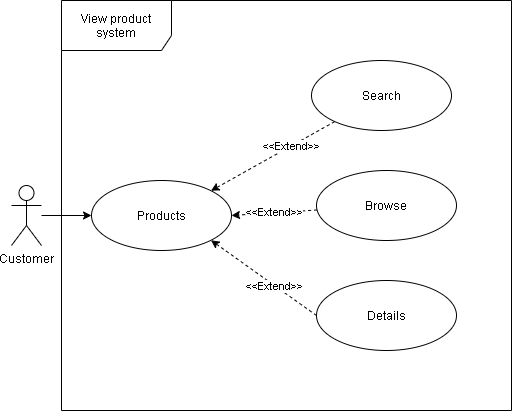 View product
system
Search
<<Extend>>
Products
<<Extend>>
Browse
Customer
<<Extend>>
Details